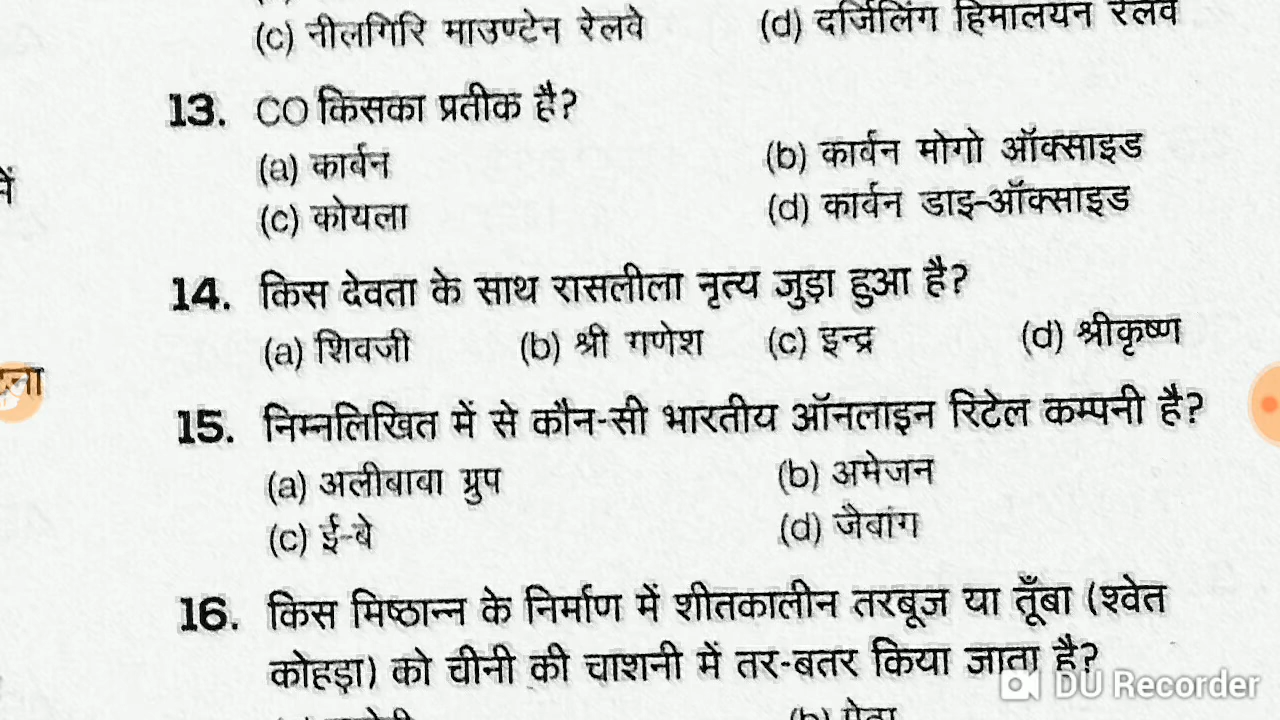 (c) नीलगिरि माउण्टेन रेलवे (d) दार्जिलिंग हिमालयन रेलवे
13. CO किसका प्रतीक है?
(a) कार्बन (b) कार्बन मोगो ऑक्साइड
(c) कोयला (d) कार्बन डाइ-ऑक्साइड
14. किस देवता के साथ रासलीला नृत्य जुड़ा हुआ है?
(a) शिवजी (b) श्री गणेश (c) इन्द्र (d) श्रीकृष्ण
15. निम्नलिखित में से कौन-सी भारतीय ऑनलाइन रिटेल कम्पनी है?
(a) अलीबाबा ग्रुप (b) अमेजन
(c) ई-बे (d) जैबांग
16. किस मिष्ठान्न के निर्माण में शीतकालीन तरबूज या तूँबा (श्वेत
कोहड़ा) को चीनी की चाशनी में तर-बतर किया जाता है?
(b) पेठा
DU Recorder